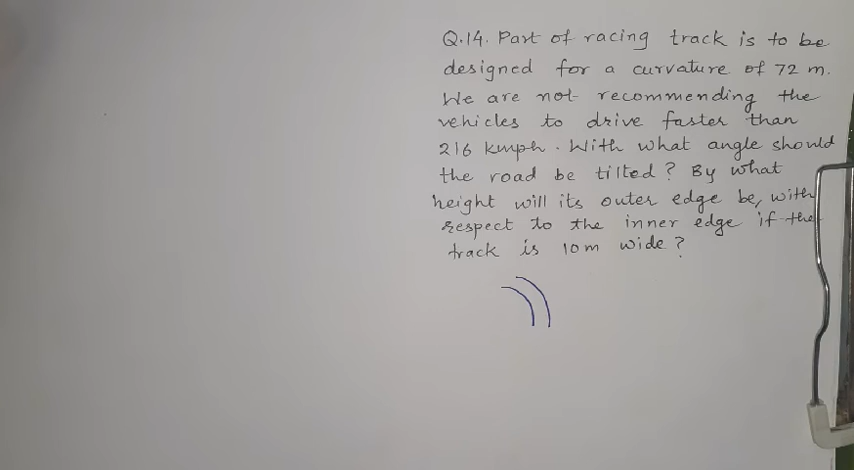 Q.14. Part of racing track is to be
designed for a curvature of 72 m.
We are not recommending the
vehicles to drive faster than
216 kmph. With what angle should
the road be tilted? By what
height will its outer edge be, with
respect to the inner edge if the
track is 10m wide?